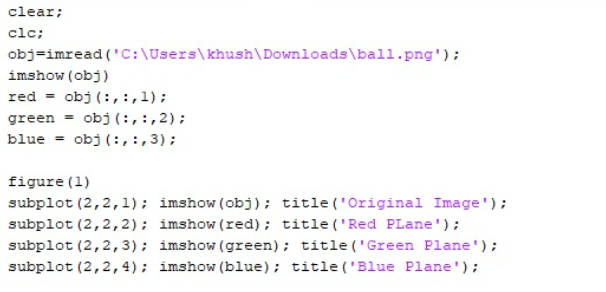 clear;
clc;
obj=imread('C:\Users\khush\Downloads\ball.png');
imshow(obj)
red = obj(:,:,1);
green = obj(:,:,2);
blue = obj(:,:,3);
figure(1)
subplot(2,2,1); imshow(obj); title('Original Image');
subplot(2,2,2); imshow(red); title('Red PLane');
subplot(2,2,3); imshow(green); title('Green Plane');
subplot(2,2,4); imshow(blue); title('Blue Plane');